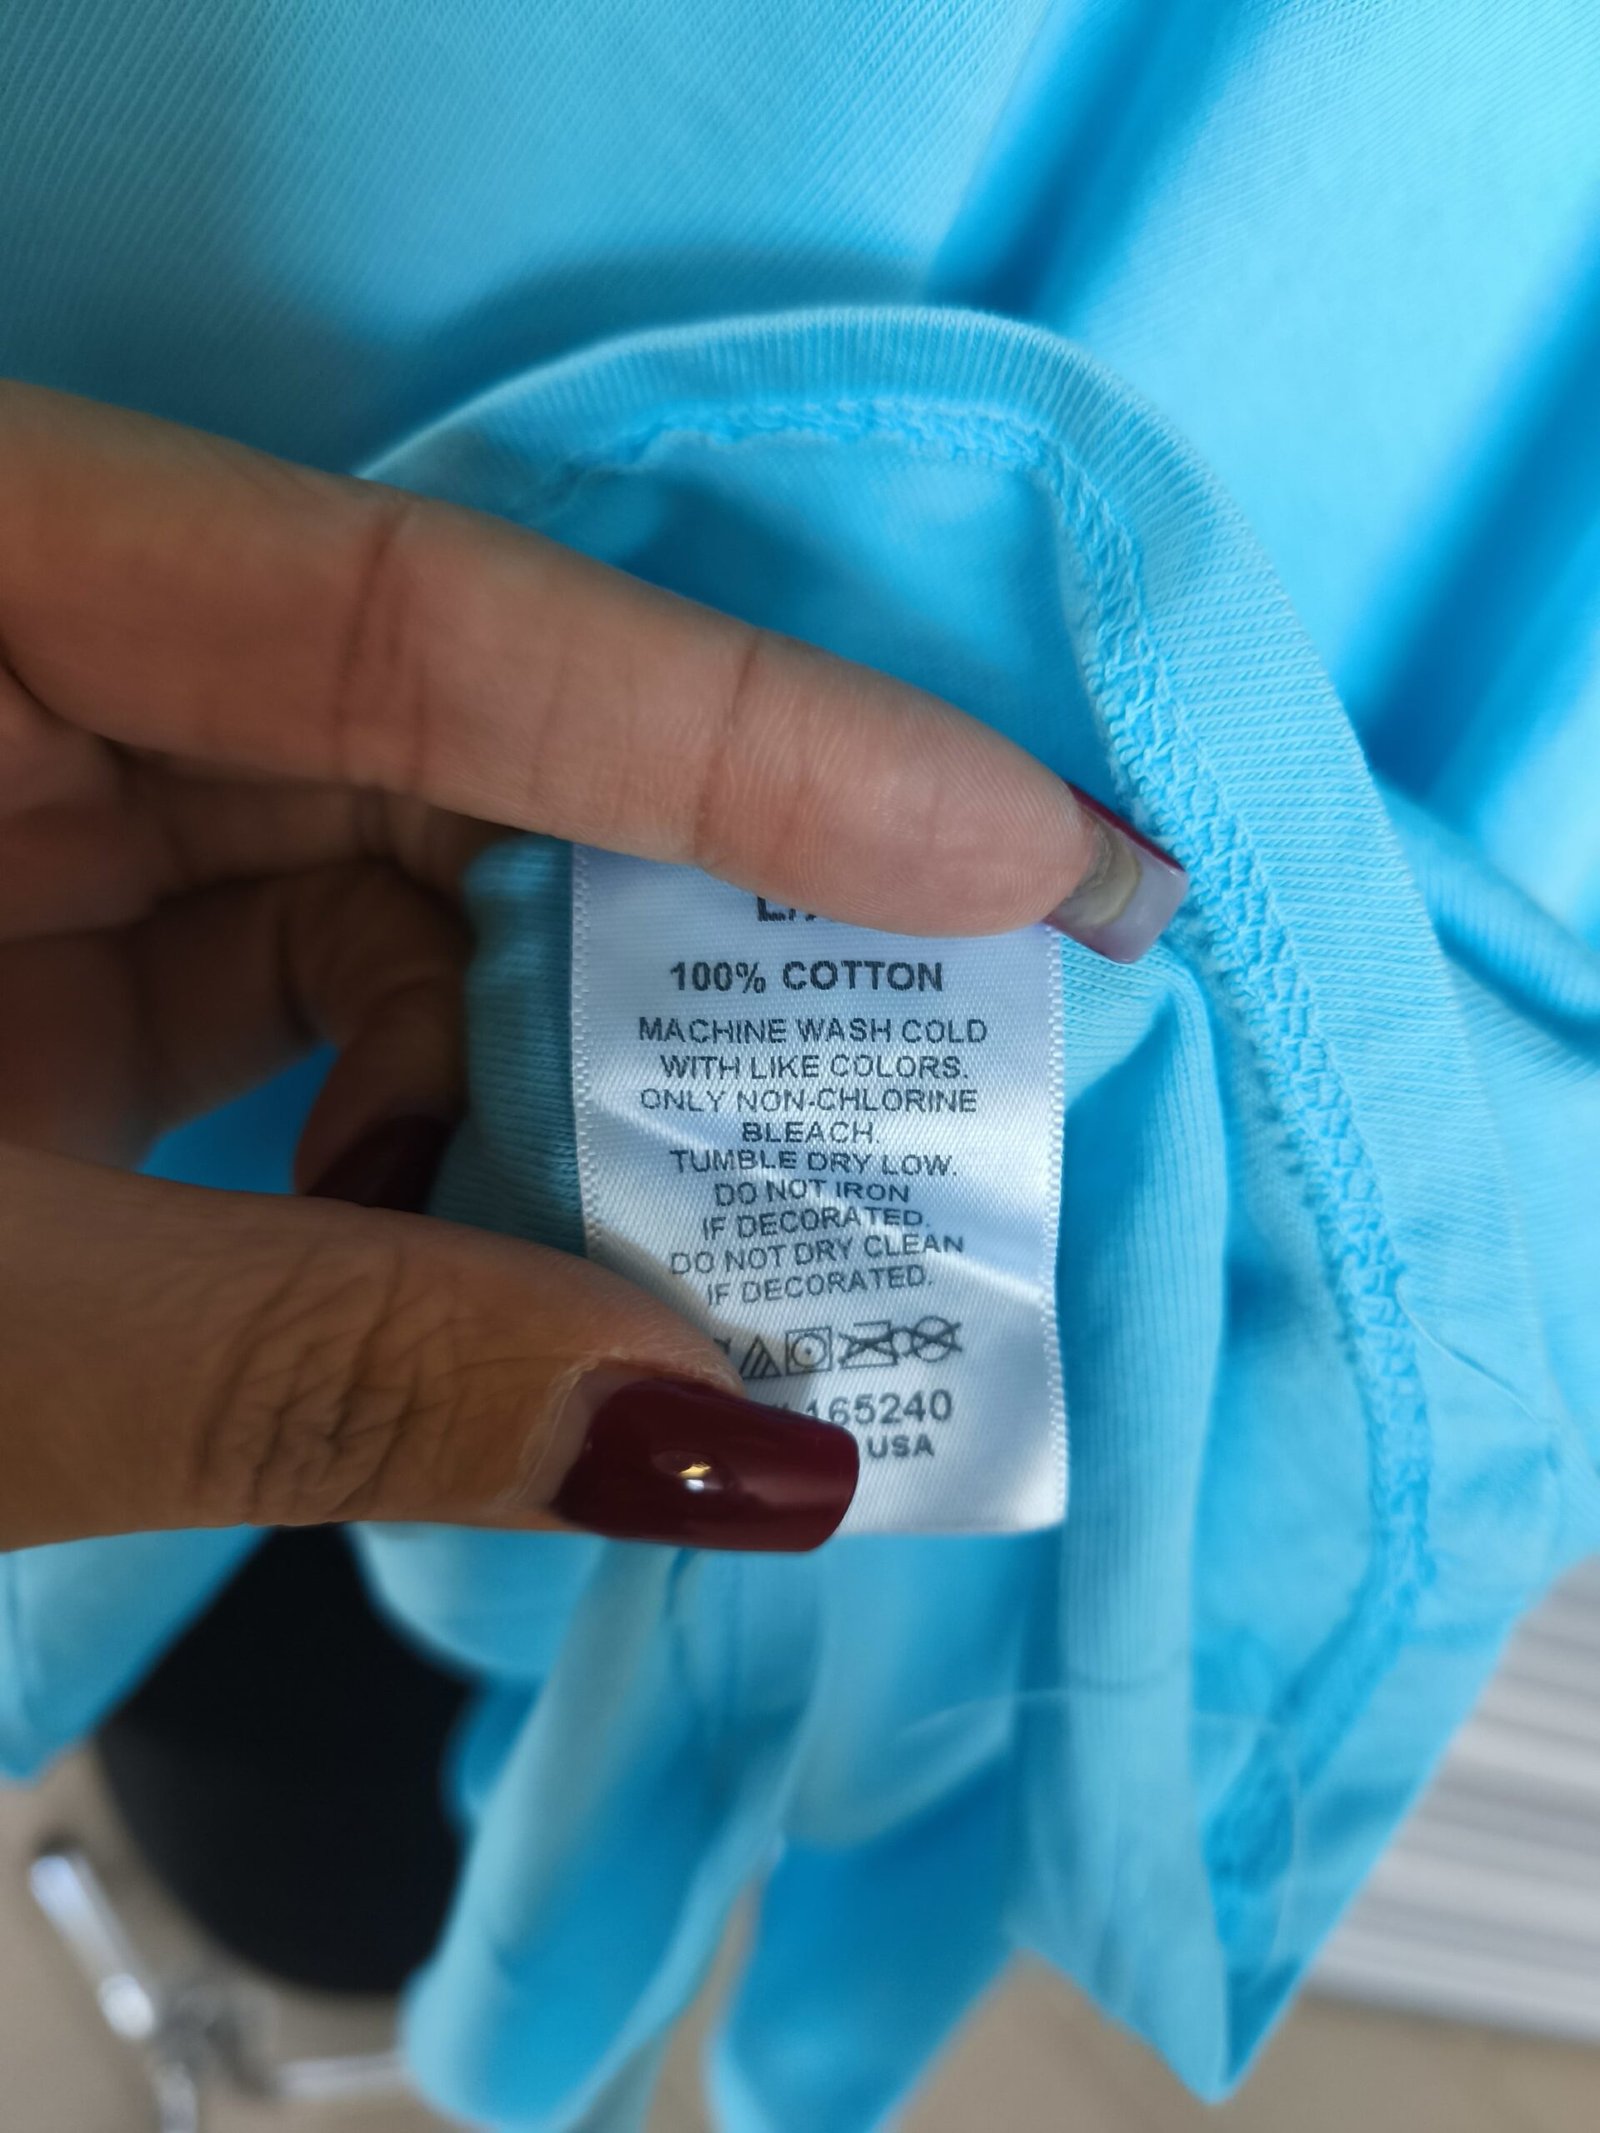 100% COTTON
MACHINE WASH COLD
WITH LIKE COLORS.
ONLY NON-CHLORINE
BLEACH.
TUMBLE DRY LOW.
DO NOT IRON
IF DECORATED.
DO NOT DRY CLEAN
IF DECORATED.
165240
USA